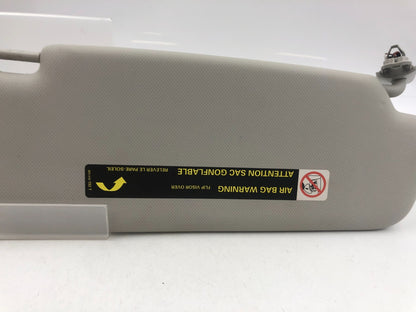 AIR BAG WARNING
FLIP VISOR OVER
ATTENTION SAC GONFLABLE
RELEVER LE PARE-SOLEIL